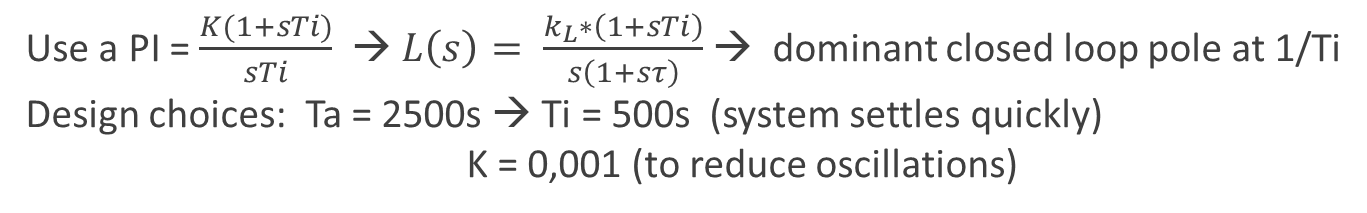 Use a PI = K(1+sTi)/sTi → L(s) = k_L*(1+sTi)/s(1+sτ) → dominant closed loop pole at 1/Ti
Design choices: Ta = 2500s → Ti = 500s (system settles quickly)
K = 0,001 (to reduce oscillations)